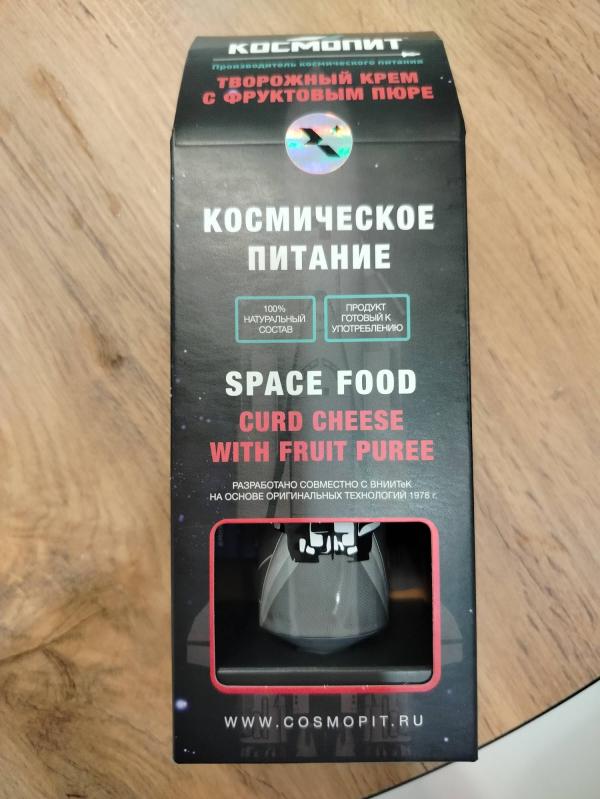 КОСМОПИТ
Производитель космического питания
ТВОРОЖНЫЙ КРЕМ
С ФРУКТОВЫМ ПЮРЕ
КОСМИЧЕСКОЕ
ПИТАНИЕ
100%
НАТУРАЛЬНЫЙ
СОСТАВ
ПРОДУКТ
ГОТОВЫЙ К
УПОТРЕБЛЕНИЮ
SPACE FOOD
CURD CHEESE
WITH FRUIT PUREE
РАЗРАБОТАНО СОВМЕСТНО С ВНИИТеК
НА ОСНОВЕ ОРИГИНАЛЬНЫХ ТЕХНОЛОГИЙ 1978 г.
WWW.COSMOPIT.RU